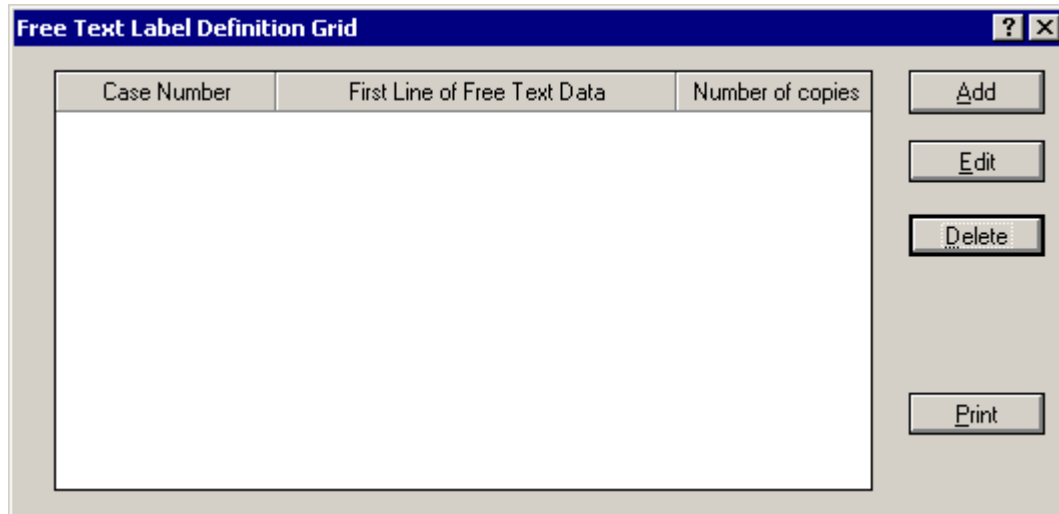 Free Text Label Definition Grid
Case Number First Line of Free Text Data Number of copies
Add
Edit
Delete
Print